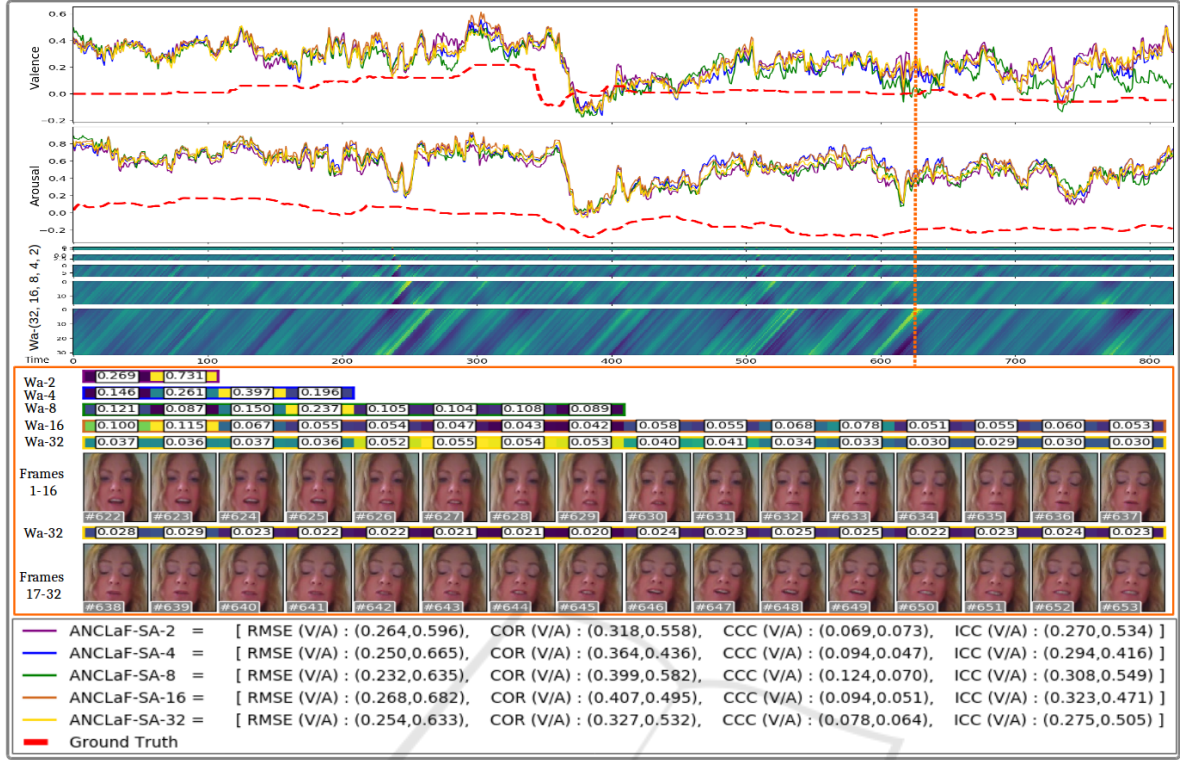 0.6
0.4
0.2
0.0
−0.2
Valence
0.8
0.6
0.4
0.2
0.0
−0.2
Arousal
Wa-(32, 16, 8, 4, 2)
10
10
20
Time 0 100 200 300 400 500 600 700 800
Wa-2 0.269 0.731
Wa-4 0.146 0.261 0.397 0.196
Wa-8 0.121 0.087 0.150 0.237 0.105 0.104 0.108 0.089
Wa-16 0.100 0.115 0.067 0.055 0.054 0.047 0.043 0.042 0.058 0.055 0.068 0.078 0.051 0.055 0.060 0.053
Wa-32 0.037 0.036 0.037 0.036 0.052 0.055 0.054 0.053 0.040 0.041 0.034 0.033 0.030 0.029 0.030 0.030
Frames
1-16
#622 #623 #624 #625 #626 #627 #628 #629 #630 #631 #632 #633 #634 #635 #636 #637
Wa-32 0.028 0.029 0.023 0.022 0.022 0.021 0.021 0.020 0.024 0.023 0.025 0.025 0.022 0.023 0.024 0.023
Frames
17-32
#638 #639 #640 #641 #642 #643 #644 #645 #646 #647 #648 #649 #650 #651 #652 #653
ANCLaF-SA-2 = [ RMSE (V/A) : (0.264,0.596), COR (V/A) : (0.318,0.558), CCC (V/A) : (0.069,0.073), ICC (V/A) : (0.270,0.534) ]
ANCLaF-SA-4 = [ RMSE (V/A) : (0.250,0.665), COR (V/A) : (0.364,0.436), CCC (V/A) : (0.094,0.047), ICC (V/A) : (0.294,0.416) ]
ANCLaF-SA-8 = [ RMSE (V/A) : (0.232,0.635), COR (V/A) : (0.399,0.582), CCC (V/A) : (0.124,0.070), ICC (V/A) : (0.308,0.549) ]
ANCLaF-SA-16 = [ RMSE (V/A) : (0.268,0.682), COR (V/A) : (0.407,0.495), CCC (V/A) : (0.094,0.051), ICC (V/A) : (0.323,0.471) ]
ANCLaF-SA-32 = [ RMSE (V/A) : (0.254,0.633), COR (V/A) : (0.327,0.532), CCC (V/A) : (0.078,0.064), ICC (V/A) : (0.275,0.505) ]
Ground Truth